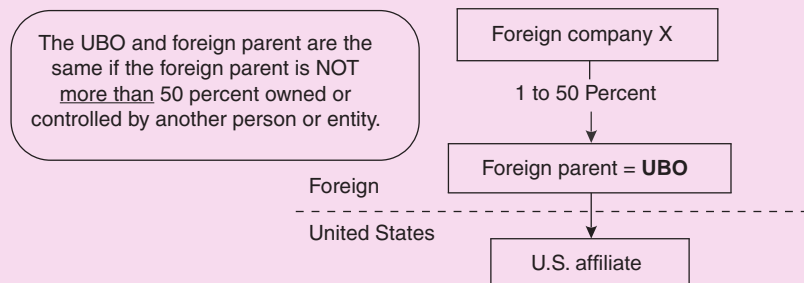 The UBO and foreign parent are the
same if the foreign parent is NOT
more than 50 percent owned or
controlled by another person or entity.
Foreign company X
1 to 50 Percent
Foreign parent = UBO
Foreign
United States
U.S. affiliate